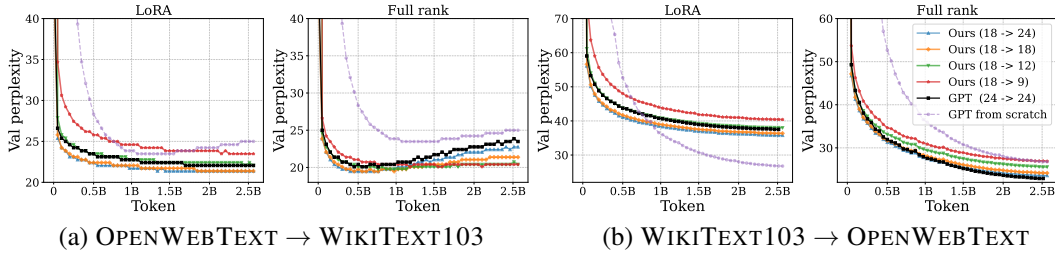 LoRA
Full rank
LoRA
Full rank
Val perplexity
40
35
30
25
20
0
0.5B
1B
1.5B
2B
2.5B
Token
Val perplexity
40
35
30
25
20
0
0.5B
1B
1.5B
2B
2.5B
Token
Val perplexity
70
60
50
40
30
0
0.5B
1B
1.5B
2B
2.5B
Token
Val perplexity
60
50
40
30
0
0.5B
1B
1.5B
2B
2.5B
Token
Ours (18 -> 24)
Ours (18 -> 18)
Ours (18 -> 12)
Ours (18 -> 9)
GPT (24 -> 24)
GPT from scratch
(a) OPENWEBTEXT → WIKITEXT103
(b) WIKITEXT103 → OPENWEBTEXT